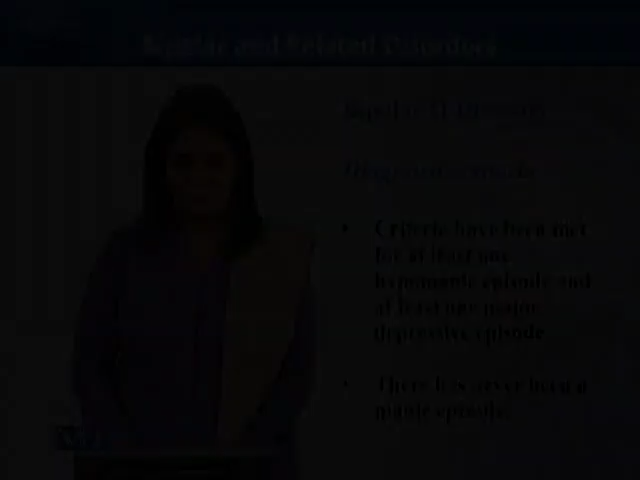 Bipolar and Related Disorders
Bipolar II Disorder
Diagnostic Criteria
• Criteria have been met
for at least one
hypomanic episode and
at least one major
depressive episode
• There has never been a
manic episode.